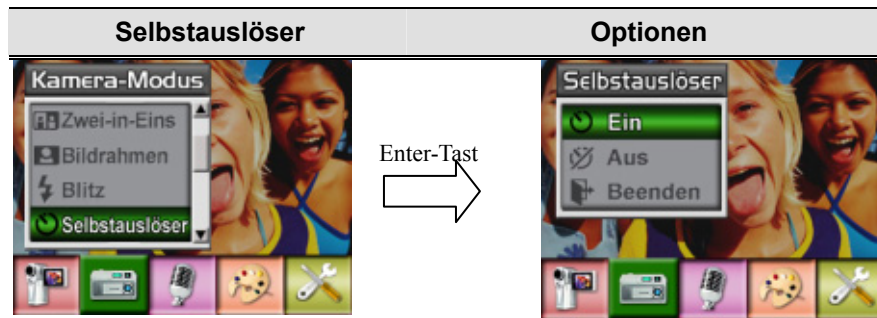 Selbstauslöser Optionen
Kamera-Modus
Zwei-in-Eins
Bildrahmen
Blitz
Selbstauslöser
Enter-Tast
Selbstauslöser
Ein
Aus
Beenden